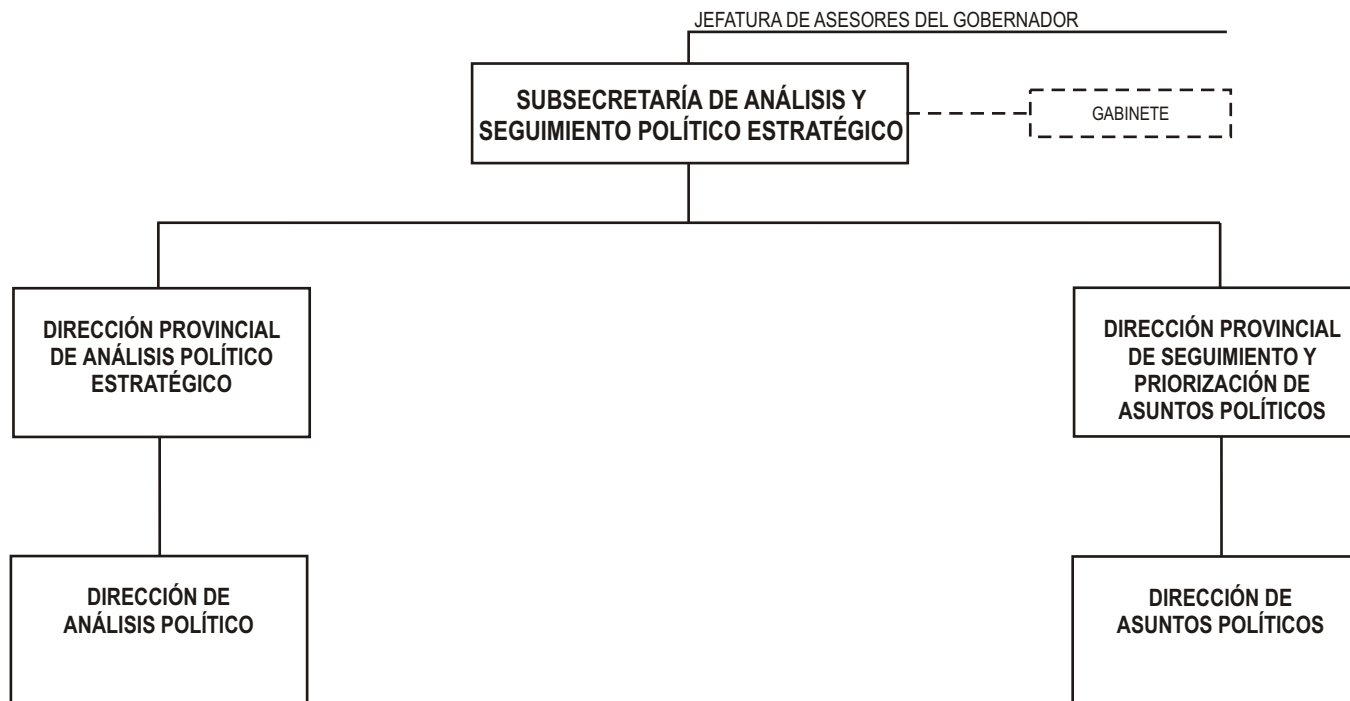 JEFATURA DE ASESORES DEL GOBERNADOR
SUBSECRETARÍA DE ANÁLISIS Y
SEGUIMIENTO POLÍTICO ESTRATÉGICO
GABINETE
DIRECCIÓN PROVINCIAL
DE ANÁLISIS POLÍTICO
ESTRATÉGICO
DIRECCIÓN PROVINCIAL
DE SEGUIMIENTO Y
PRIORIZACIÓN DE
ASUNTOS POLÍTICOS
DIRECCIÓN DE
ANÁLISIS POLÍTICO
DIRECCIÓN DE
ASUNTOS POLÍTICOS